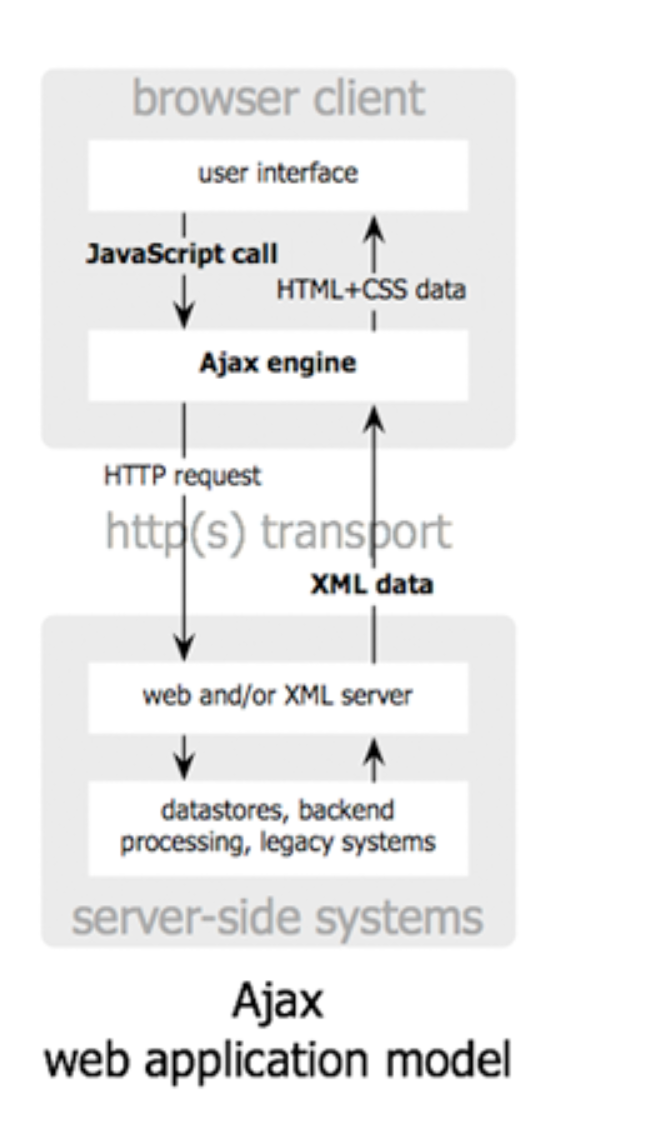 browser client
user interface
JavaScript call
HTML+CSS data
Ajax engine
HTTP request
http(s) transport
XML data
web and/or XML server
datastores, backend
processing, legacy systems
server-side systems
Ajax
web application model